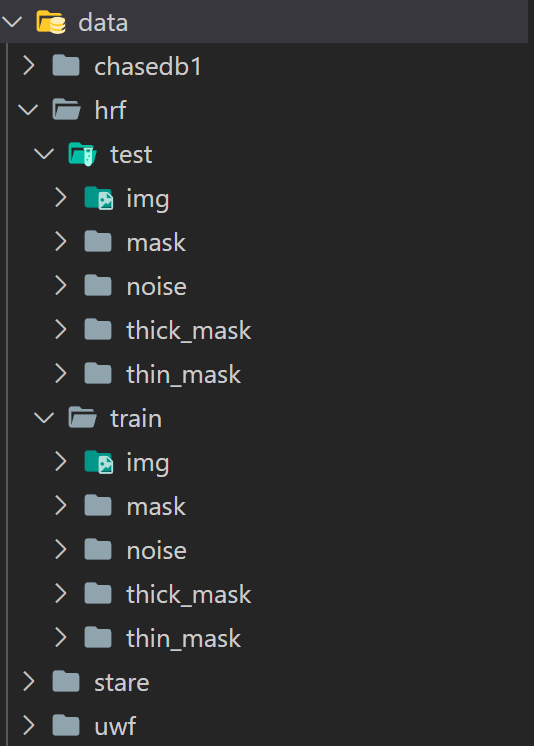 data
chasedb1
hrf
test
img
mask
noise
thick_mask
thin_mask
train
img
mask
noise
thick_mask
thin_mask
stare
uwf